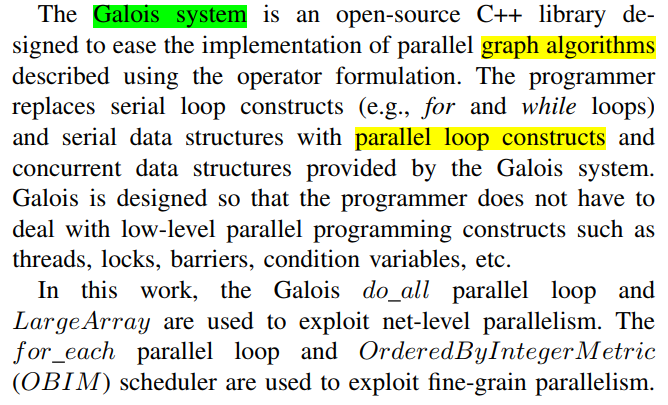 The Galois system is an open-source C++ library de-
signed to ease the implementation of parallel graph algorithms
described using the operator formulation. The programmer
replaces serial loop constructs (e.g., for and while loops)
and serial data structures with parallel loop constructs and
concurrent data structures provided by the Galois system.
Galois is designed so that the programmer does not have to
deal with low-level parallel programming constructs such as
threads, locks, barriers, condition variables, etc.
In this work, the Galois do_all parallel loop and
LargeArray are used to exploit net-level parallelism. The
for_each parallel loop and OrderedByIntegerMetric
(OBIM) scheduler are used to exploit fine-grain parallelism.